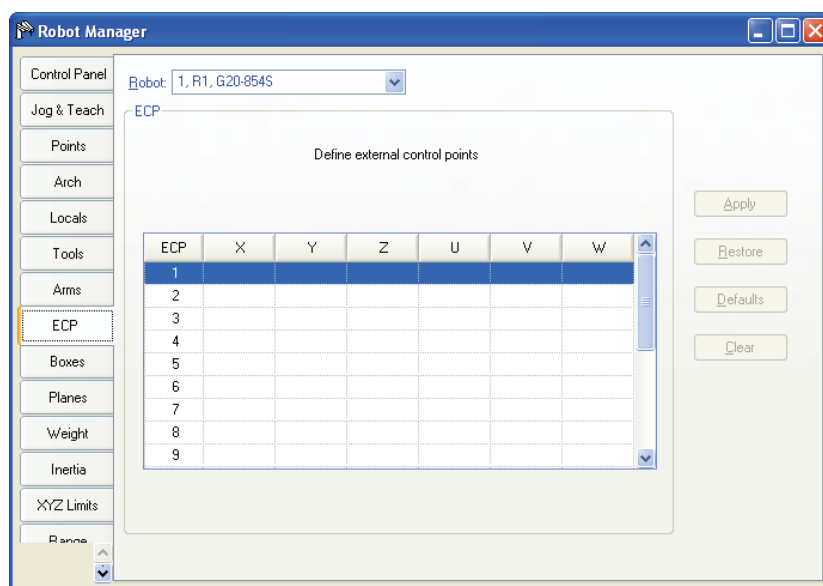 Robot Manager
Control Panel
Jog & Teach
Points
Arch
Locals
Tools
Arms
ECP
Boxes
Planes
Weight
Inertia
XYZ Limits
Range
Robot: 1, R1, G20-854S
ECP
Define external control points
ECP X Y Z U V W
1
2
3
4
5
6
7
8
9
Apply
Restore
Defaults
Clear